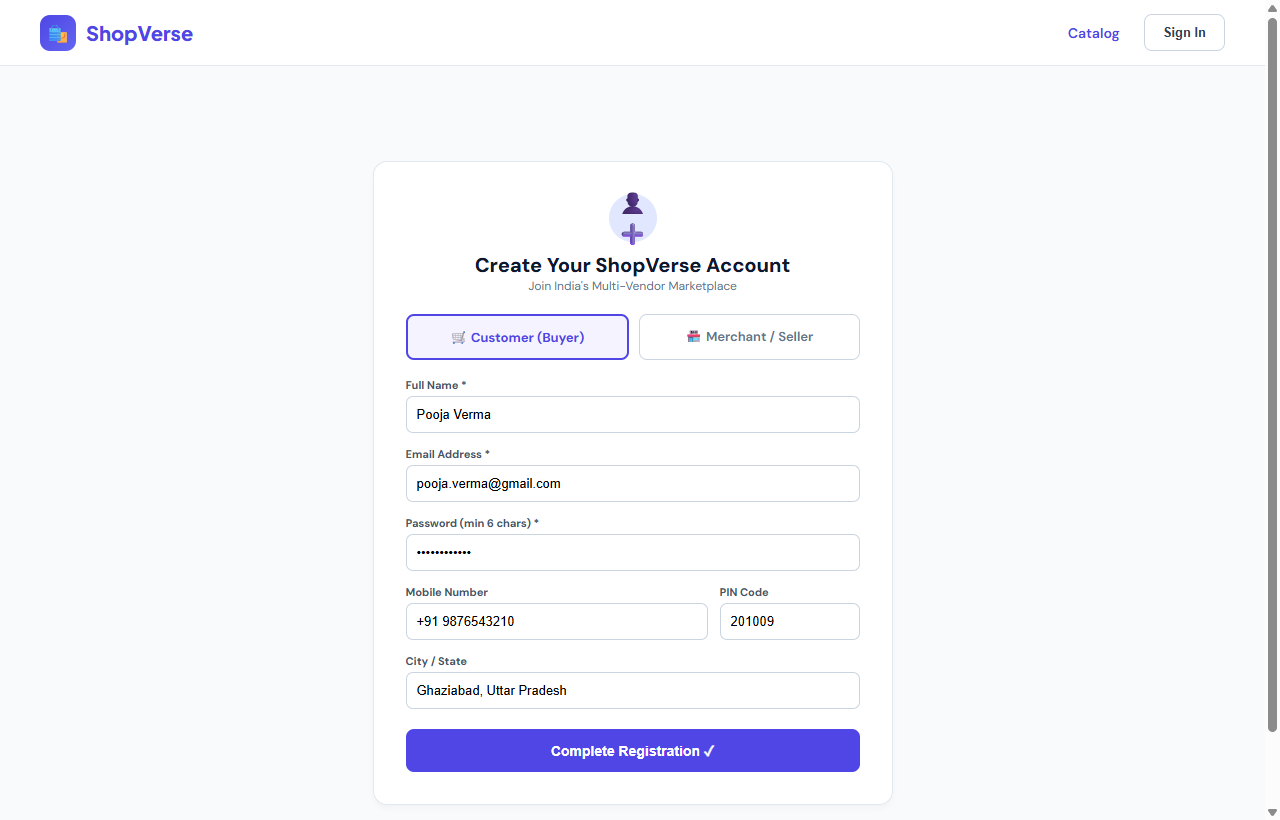 ShopVerse
Catalog
Sign In
Create Your ShopVerse Account
Join India's Multi-Vendor Marketplace
Customer (Buyer)
Merchant / Seller
Full Name *
Pooja Verma
Email Address *
pooja.verma@gmail.com
Password (min 6 chars) *
••••••••••••
Mobile Number
PIN Code
+91 9876543210
201009
City / State
Ghaziabad, Uttar Pradesh
Complete Registration ✓